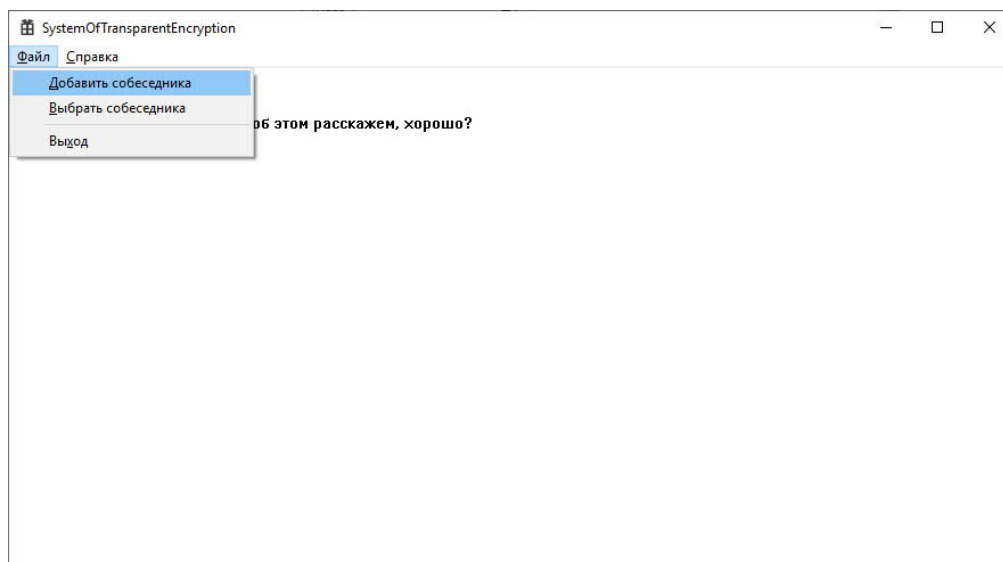 SystemOfTransparentEncryption
Файл Справка
Добавить собеседника
Выбрать собеседника
об этом расскажем, хорошо?
Выход